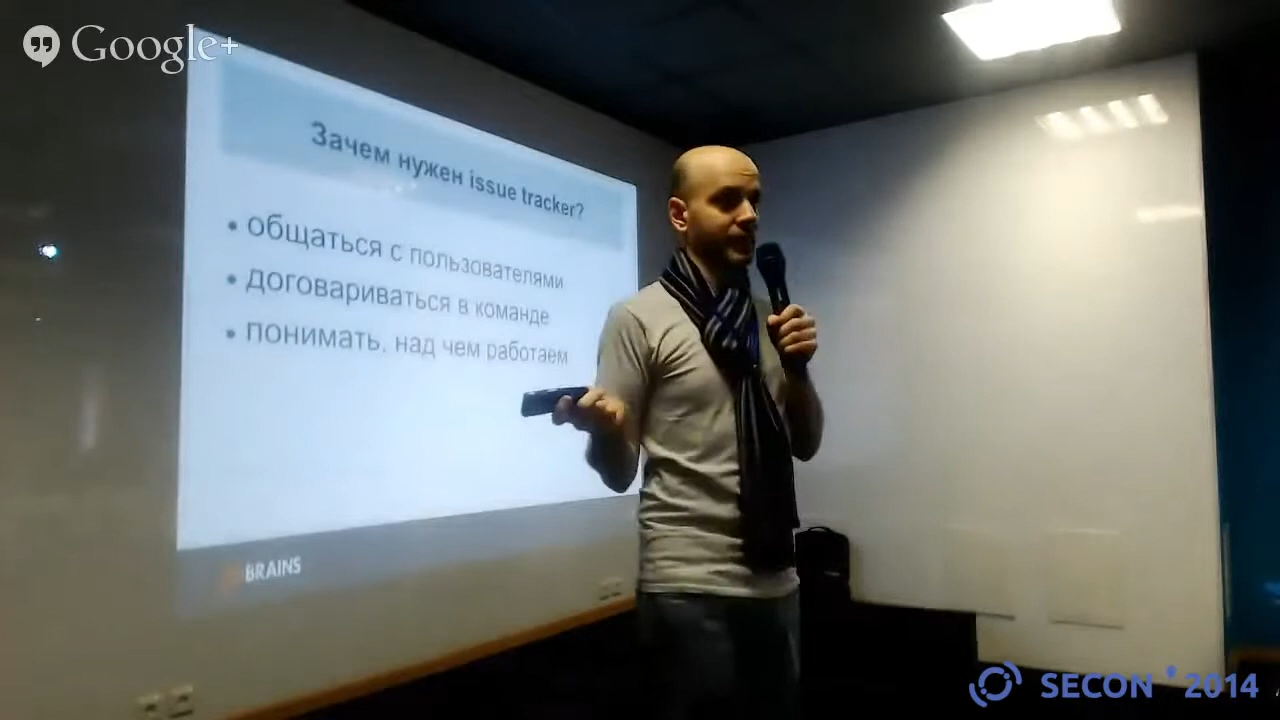 Google+
Зачем нужен issue tracker?
• общаться с пользователями
• договариваться в команде
• понимать, над чем работаем
BRAINS
SECON 2014